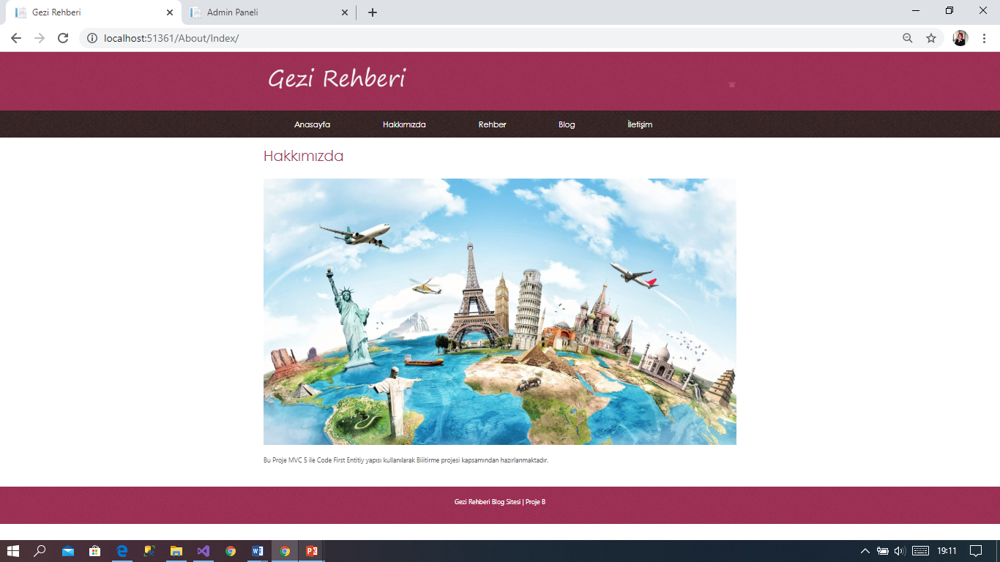 Gezi Rehberi
Admin Paneli
localhost:51361/About/Index/
Gezi Rehberi
Anasayfa Hakkımızda Rehber Blog İletişim
Hakkımızda
Bu Proje MVC 5 ile Code First Entitiy yapısı kullanılarak Biiitirme projesi kapsamından hazırlanmaktadır.
Gezi Rehberi Blog Sitesi | Proje B
19:11